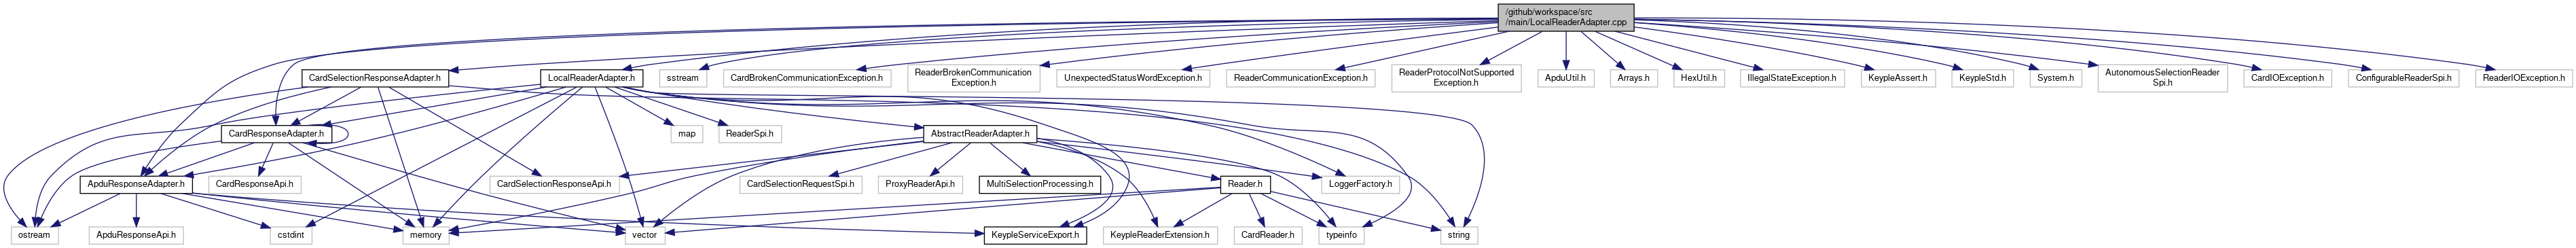 /github/workspace/src
/main/LocalReaderAdapter.cpp
CardSelectionResponseAdapter.h
LocalReaderAdapter.h
sstream
CardBrokenCommunicationException.h
ReaderBrokenCommunication
Exception.h
UnexpectedStatusWordException.h
ReaderCommunicationException.h
ReaderProtocolNotSupported
Exception.h
ApduUtil.h
Arrays.h
HexUtil.h
IllegalStateException.h
KeypleAssert.h
KeypleStd.h
System.h
AutonomousSelectionReader
Spi.h
CardIOException.h
ConfigurableReaderSpi.h
ReaderIOException.h
CardResponseAdapter.h
map
ReaderSpi.h
AbstractReaderAdapter.h
ApduResponseAdapter.h
CardResponseApi.h
CardSelectionResponseApi.h
CardSelectionRequestSpi.h
ProxyReaderApi.h
MultiSelectionProcessing.h
Reader.h
LoggerFactory.h
ostream
ApduResponseApi.h
cstdint
memory
vector
KeypleServiceExport.h
KeypleReaderExtension.h
CardReader.h
typeinfo
string